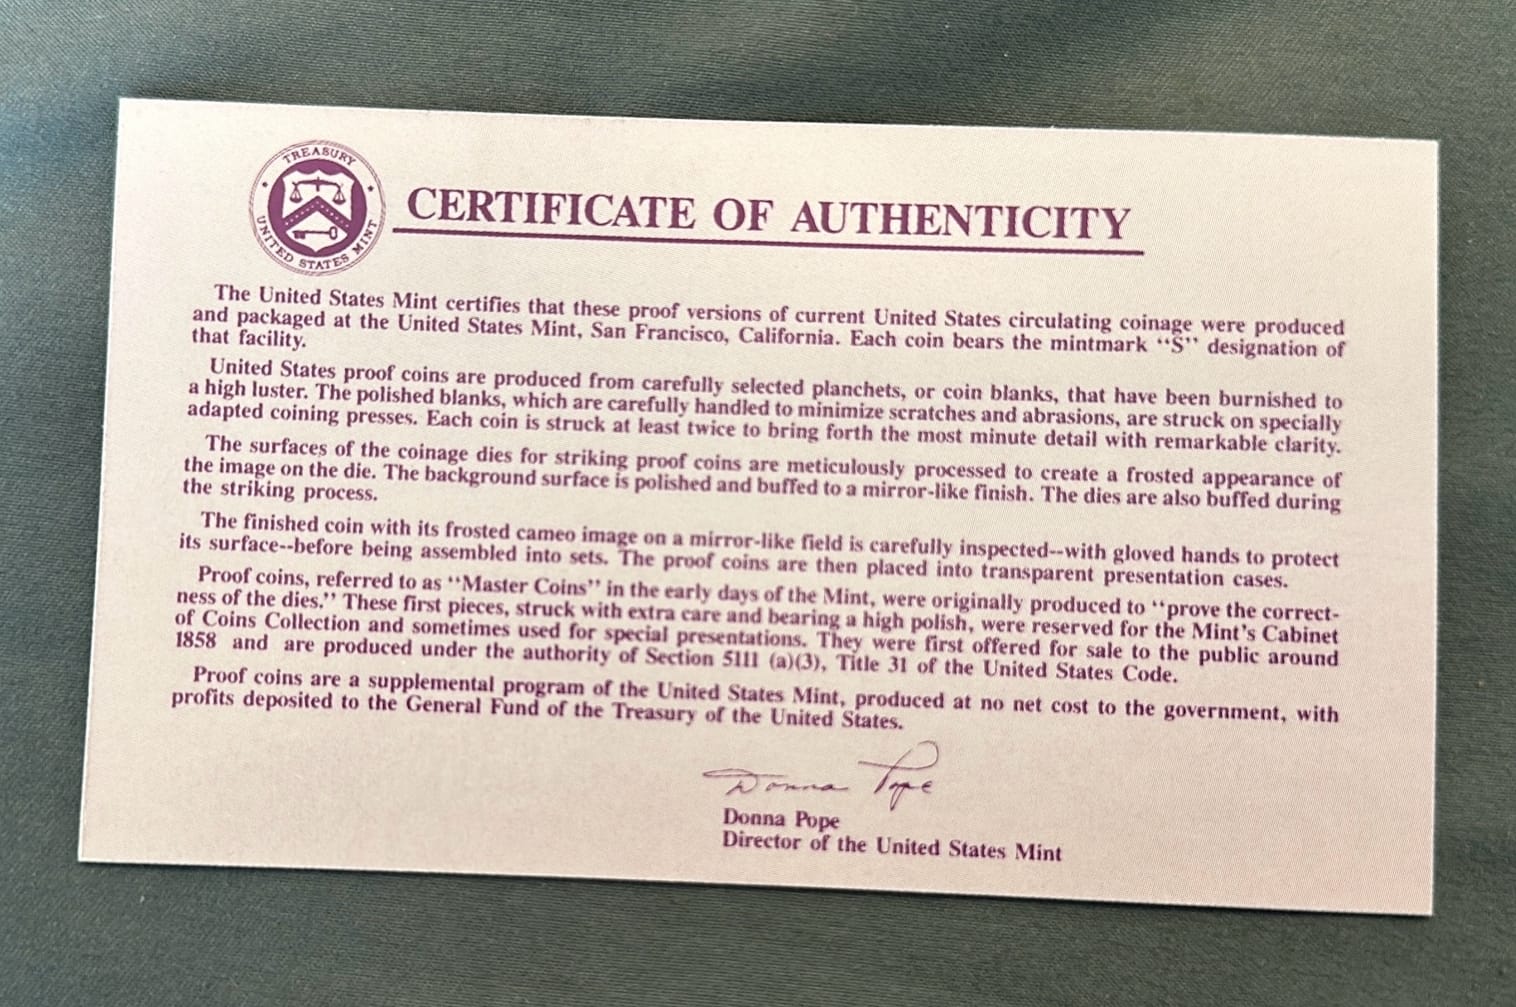 TREASURY
UNITED STATES MINT
CERTIFICATE OF AUTHENTICITY
The United States Mint certifies that these proof versions of current United States circulating coinage were produced
and packaged at the United States Mint, San Francisco, California. Each coin bears the mintmark ‘‘S’’ designation of
that facility.
United States proof coins are produced from carefully selected planchets, or coin blanks, that have been burnished to
a high luster. The polished blanks, which are carefully handled to minimize scratches and abrasions, are struck on specially
adapted coining presses. Each coin is struck at least twice to bring forth the most minute detail with remarkable clarity.
The surfaces of the coinage dies for striking proof coins are meticulously processed to create a frosted appearance of
the image on the die. The background surface is polished and buffed to a mirror-like finish. The dies are also buffed during
the striking process.
The finished coin with its frosted cameo image on a mirror-like field is carefully inspected--with gloved hands to protect
its surface--before being assembled into sets. The proof coins are then placed into transparent presentation cases.
Proof coins, referred to as ‘‘Master Coins’’ in the early days of the Mint, were originally produced to ‘‘prove the correct-
ness of the dies.’’ These first pieces, struck with extra care and bearing a high polish, were reserved for the Mint’s Cabinet
of Coins Collection and sometimes used for special presentations. They were first offered for sale to the public around
1858 and are produced under the authority of Section 5111 (a)(3), Title 31 of the United States Code.
Proof coins are a supplemental program of the United States Mint, produced at no net cost to the government, with
profits deposited to the General Fund of the Treasury of the United States.
Donna Pope
Donna Pope
Director of the United States Mint